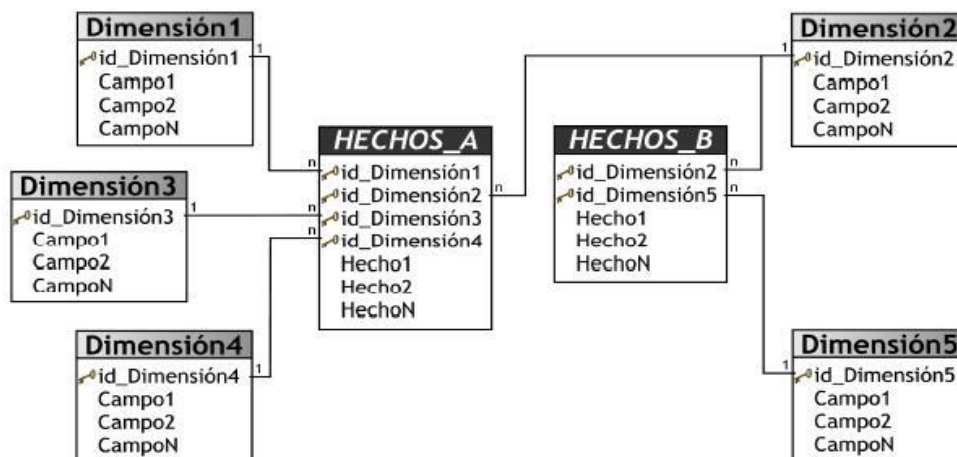 Dimensión1
id_Dimensión1
Campo1
Campo2
CampoN
1
Dimensión3
id_Dimensión3
Campo1
Campo2
CampoN
1
Dimensión4
id_Dimensión4
Campo1
Campo2
CampoN
1
HECHOS_A
n
id_Dimensión1
id_Dimensión2
n
n
id_Dimensión3
n
id_Dimensión4
Hecho1
Hecho2
HechoN
HECHOS_B
id_Dimensión2
n
id_Dimensión5
n
Hecho1
Hecho2
HechoN
Dimensión2
1
id_Dimensión2
Campo1
Campo2
CampoN
Dimensión5
1
id_Dimensión5
Campo1
Campo2
CampoN